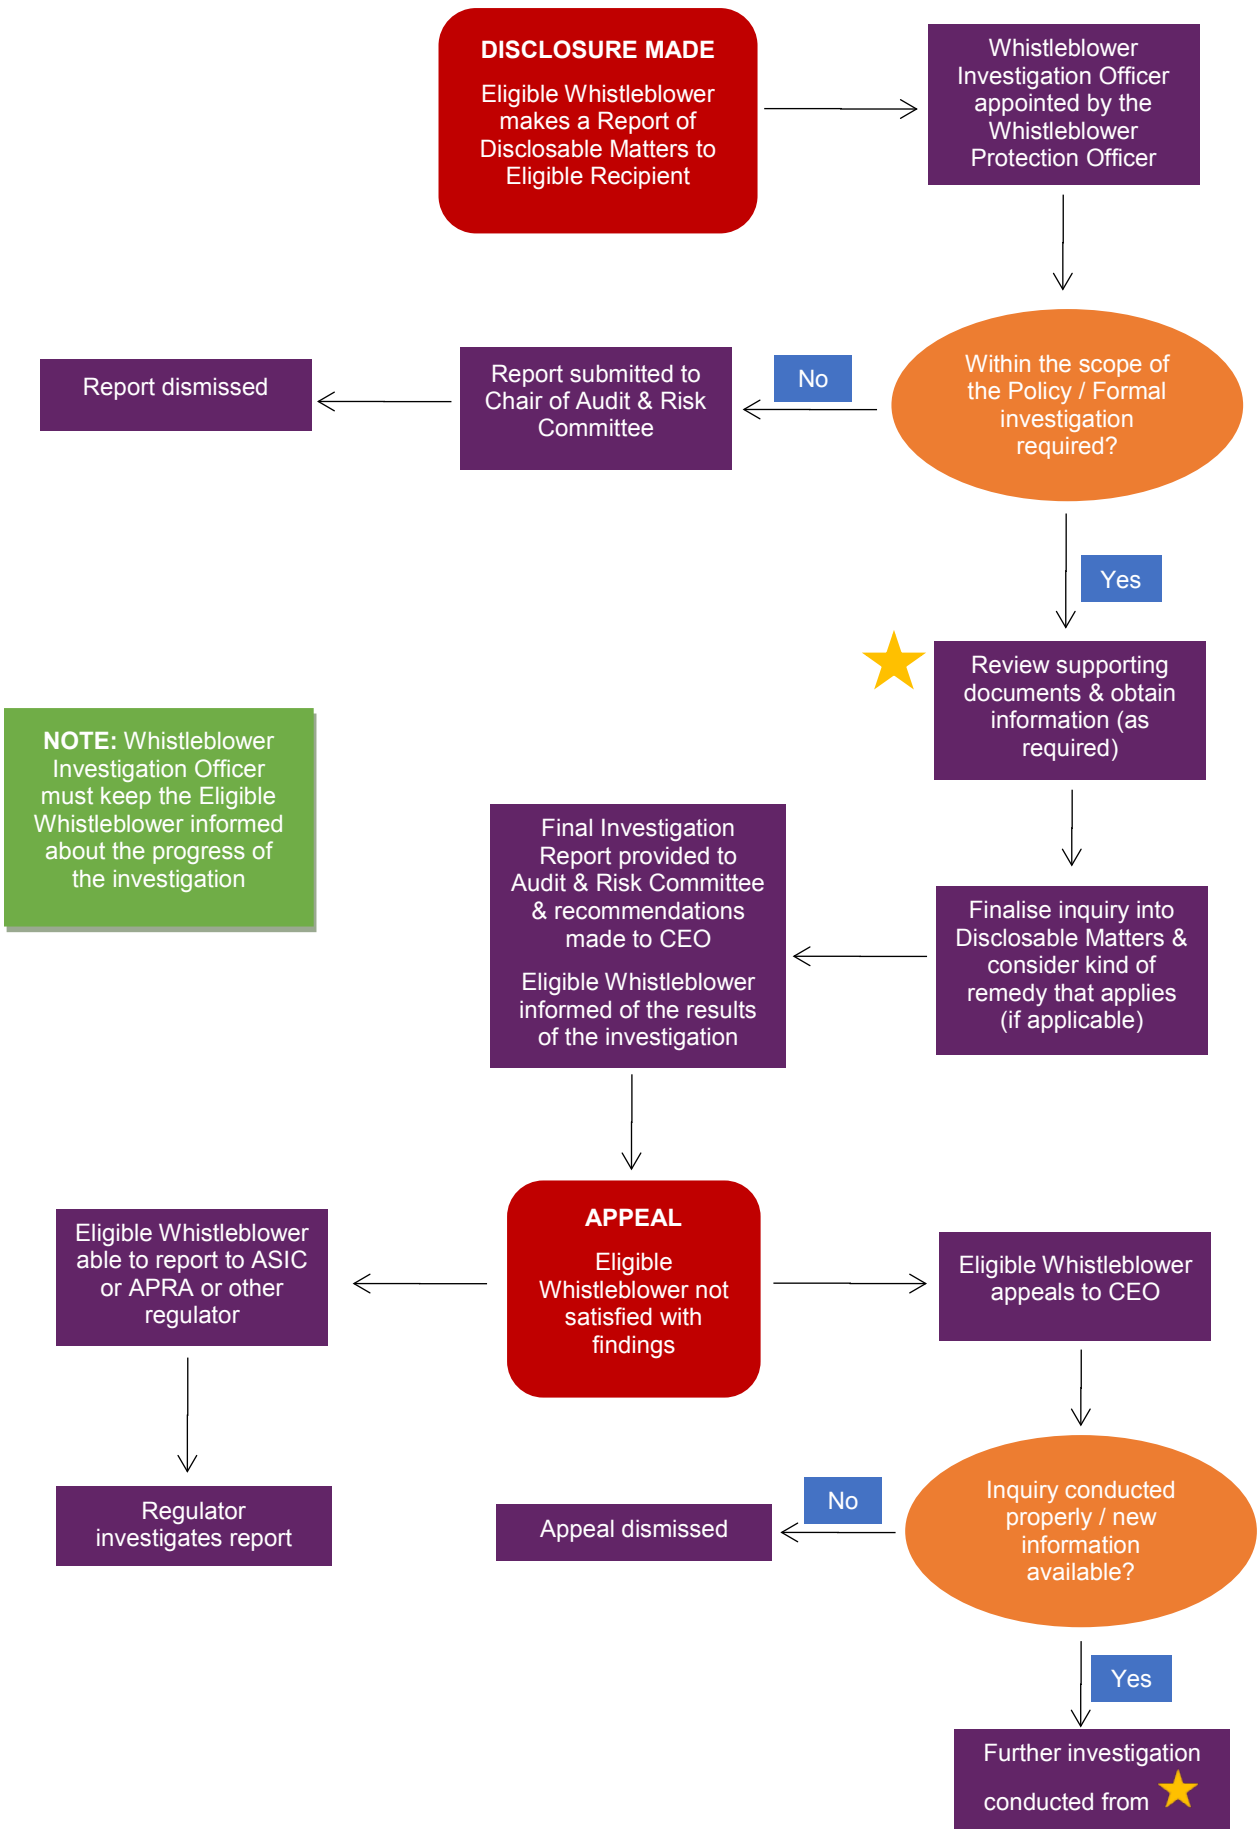 DISCLOSURE MADE
Eligible Whistleblower
makes a Report of
Disclosable Matters to
Eligible Recipient
Whistleblower
Investigation Officer
appointed by the
Whistleblower
Protection Officer
Within the scope of
the Policy / Formal
investigation
required?
No
Report submitted to
Chair of Audit & Risk
Committee
Report dismissed
Yes
Review supporting
documents & obtain
information (as
required)
NOTE: Whistleblower
Investigation Officer
must keep the Eligible
Whistleblower informed
about the progress of
the investigation
Finalise inquiry into
Disclosable Matters &
consider kind of
remedy that applies
(if applicable)
Final Investigation
Report provided to
Audit & Risk Committee
& recommendations
made to CEO
Eligible Whistleblower
informed of the results
of the investigation
APPEAL
Eligible
Whistleblower not
satisfied with
findings
Eligible Whistleblower
able to report to ASIC
or APRA or other
regulator
Regulator
investigates report
Eligible Whistleblower
appeals to CEO
Inquiry conducted
properly / new
information
available?
No
Appeal dismissed
Yes
Further investigation
conducted from